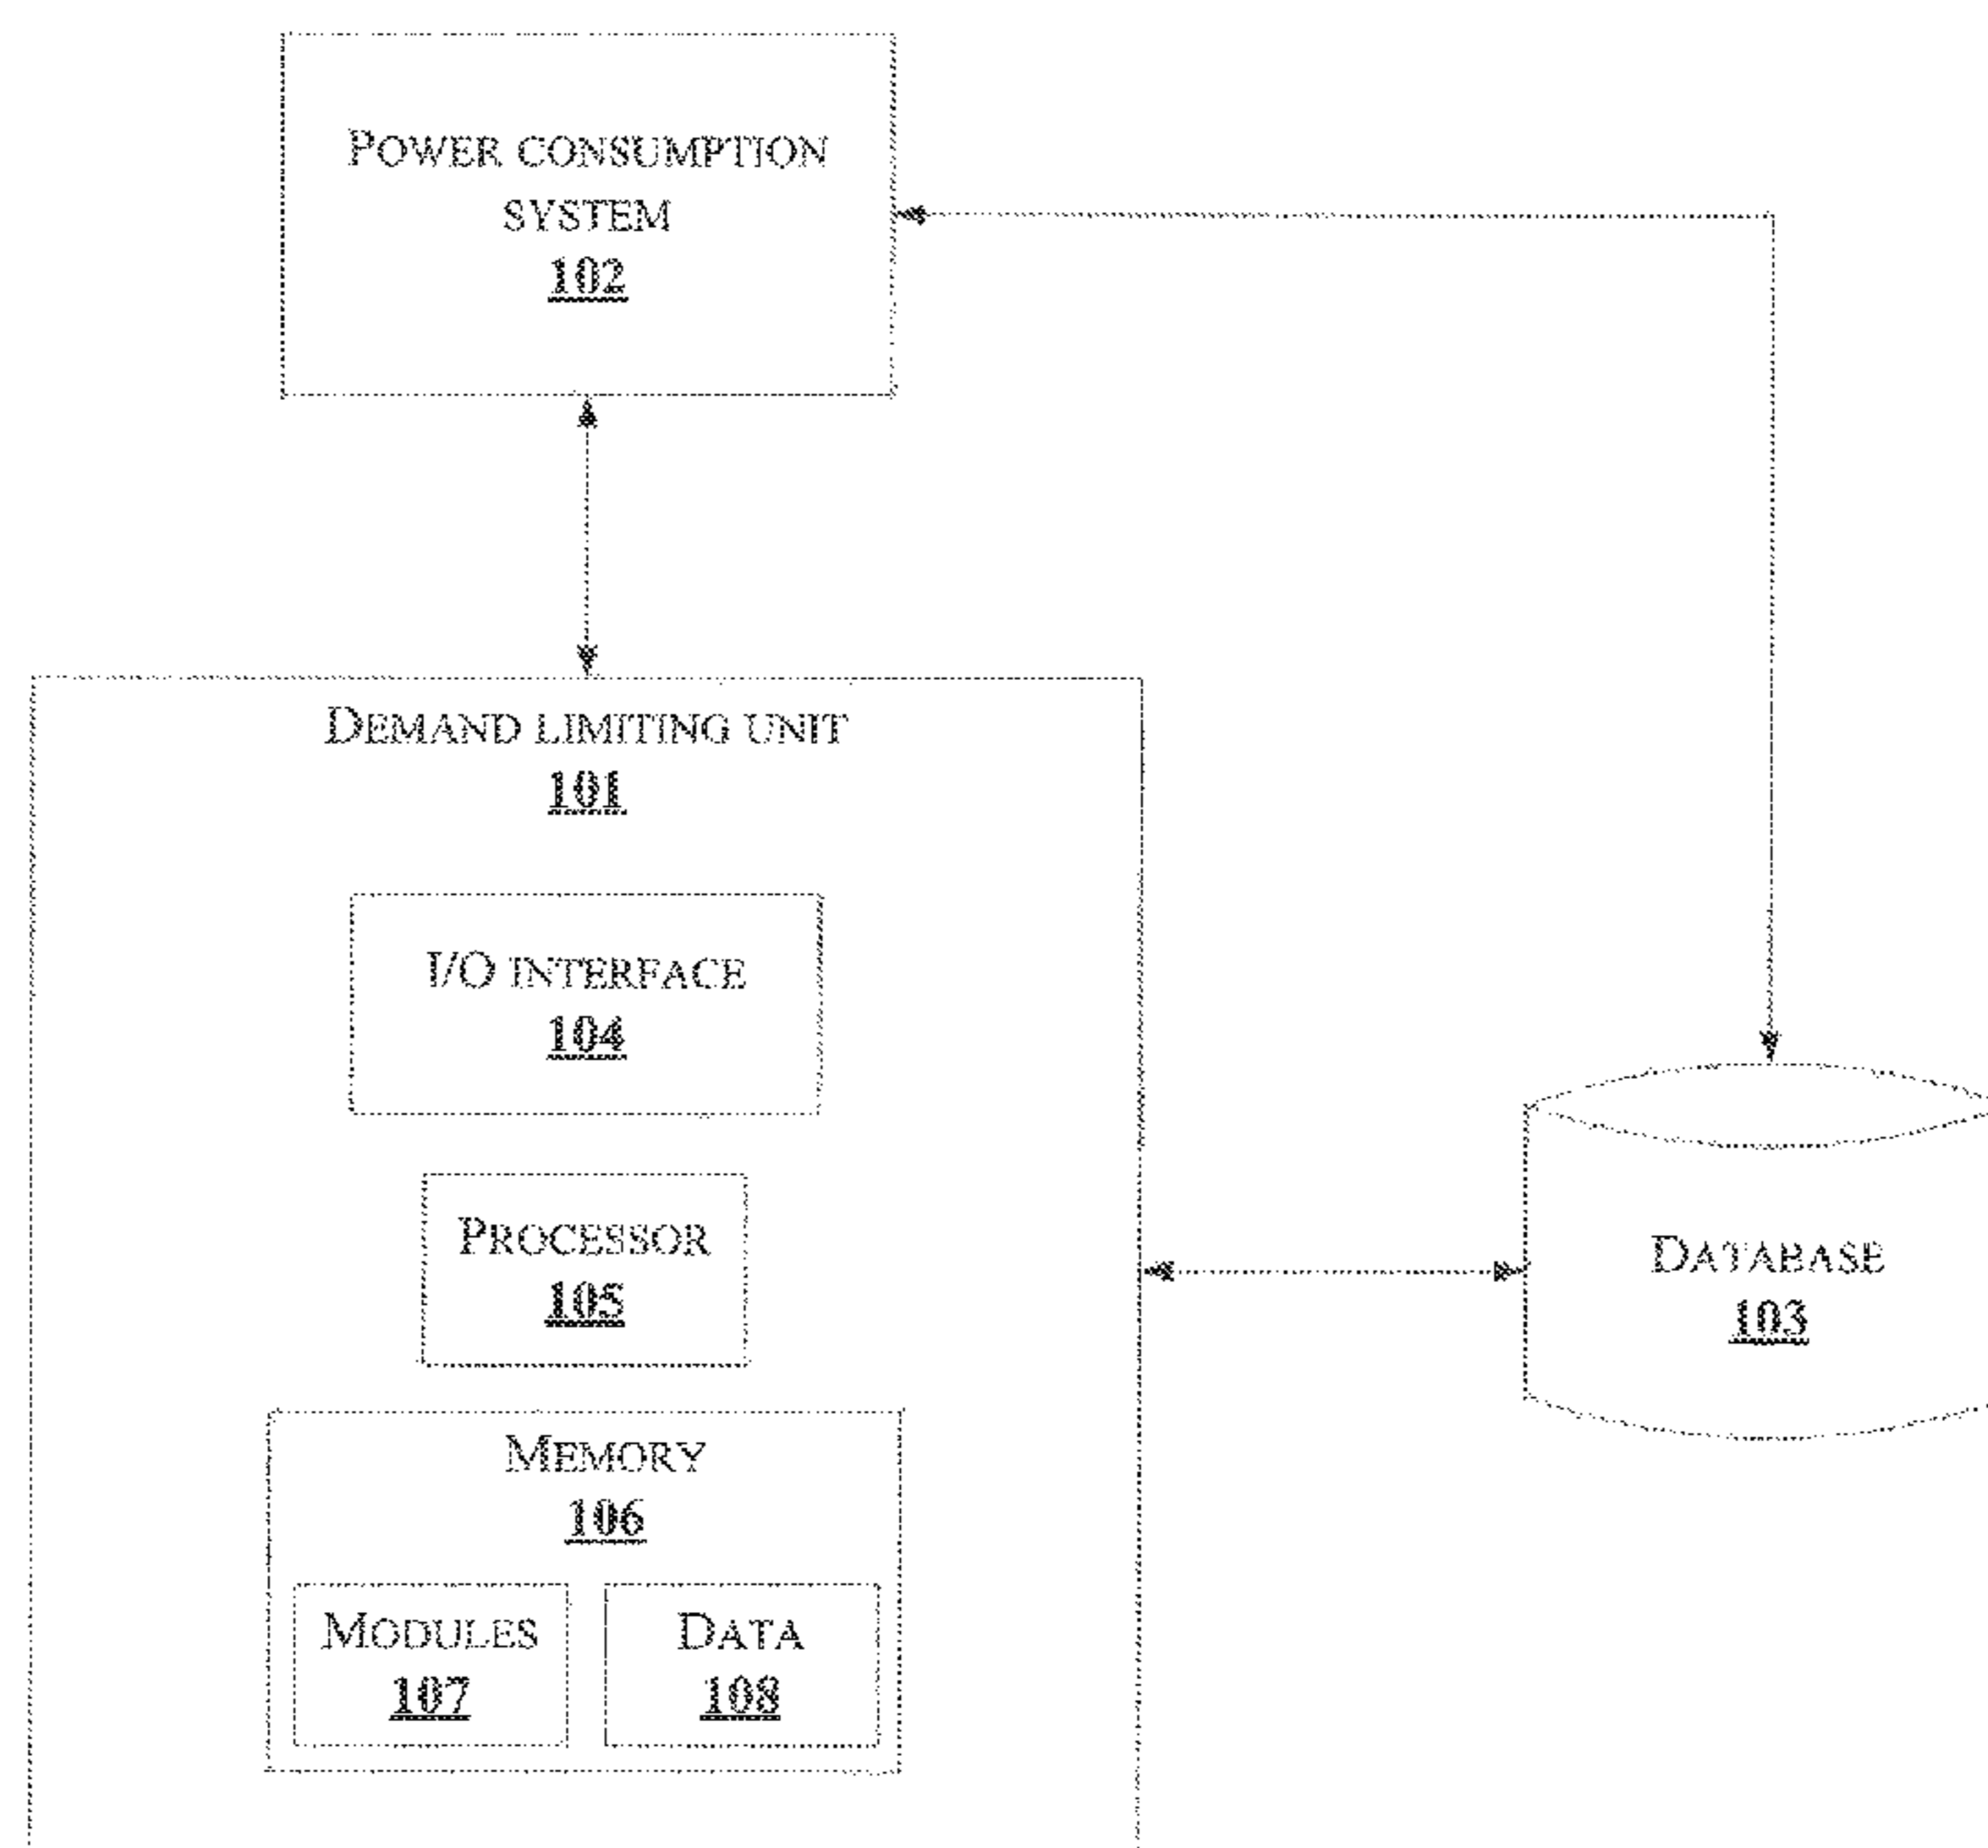 POWER CONSUMPTION
SYSTEM
102
DEMAND LIMITING UNIT
101
I/O INTERFACE
104
PROCESSOR
105
DATABASE
103
MEMORY
106
MODULES
107
DATA
108